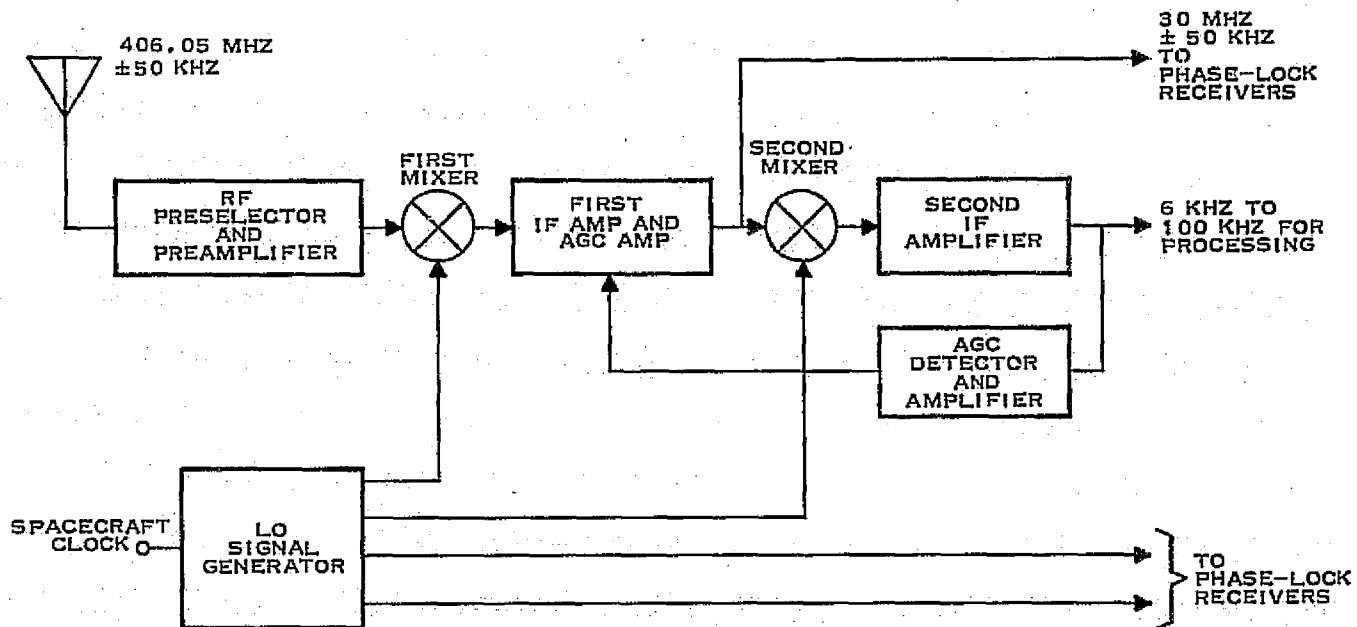 406.05 MHZ
±50 KHZ
30 MHZ
± 50 KHZ
TO
PHASE-LOCK
RECEIVERS
FIRST
MIXER
SECOND
MIXER
RF
PRESELECTOR
AND
PREAMPLIFIER
FIRST
IF AMP AND
AGC AMP
SECOND
IF
AMPLIFIER
6 KHZ TO
100 KHZ FOR
PROCESSING
AGC
DETECTOR
AND
AMPLIFIER
SPACECRAFT
CLOCK
LO
SIGNAL
GENERATOR
TO
PHASE-LOCK
RECEIVERS